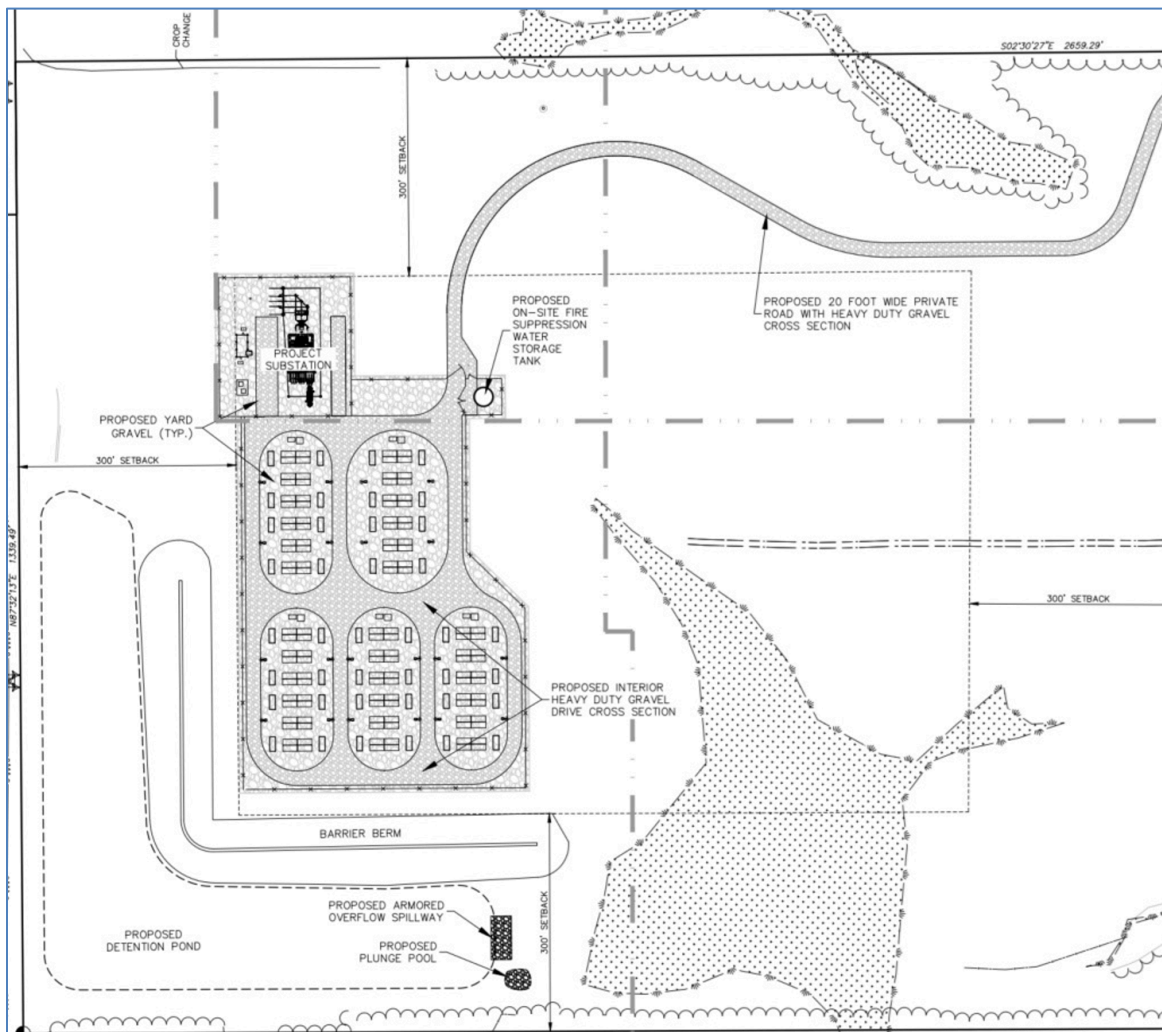 CROP
CHANGE
S02°30'27"E 2659.29'
300' SETBACK
PROPOSED
ON-SITE FIRE
SUPPRESSION
WATER
STORAGE
TANK
PROPOSED 20 FOOT WIDE PRIVATE
ROAD WITH HEAVY DUTY GRAVEL
CROSS SECTION
PROJECT
SUBSTATION
PROPOSED YARD
GRAVEL (TYP.)
300' SETBACK
N87°32'13"E 1339.49'
300' SETBACK
PROPOSED INTERIOR
HEAVY DUTY GRAVEL
DRIVE CROSS SECTION
BARRIER BERM
PROPOSED ARMORED
OVERFLOW SPILLWAY
300' SETBACK
PROPOSED
DETENTION POND
PROPOSED
PLUNGE POOL